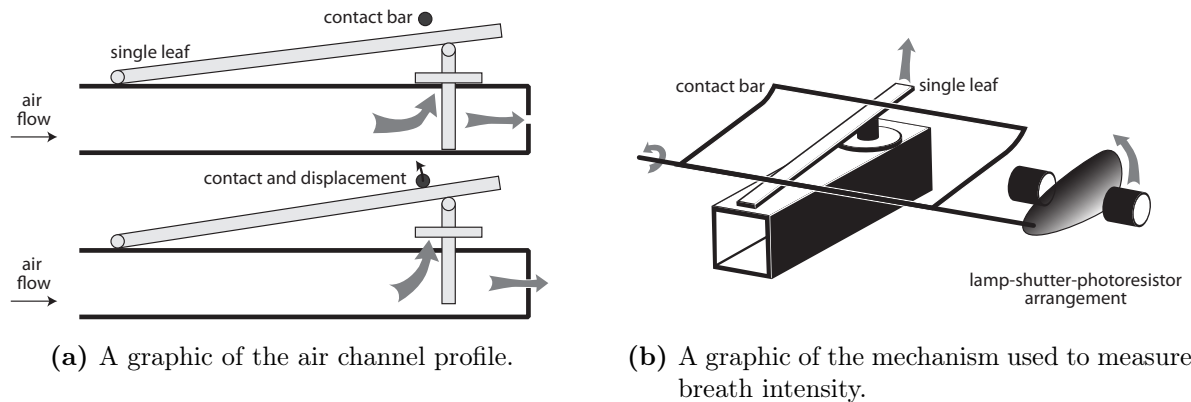 contact bar
single leaf
air
flow
contact and displacement
air
flow
(a) A graphic of the air channel profile.
contact bar
single leaf
lamp-shutter-photoresistor
arrangement
(b) A graphic of the mechanism used to measure
breath intensity.